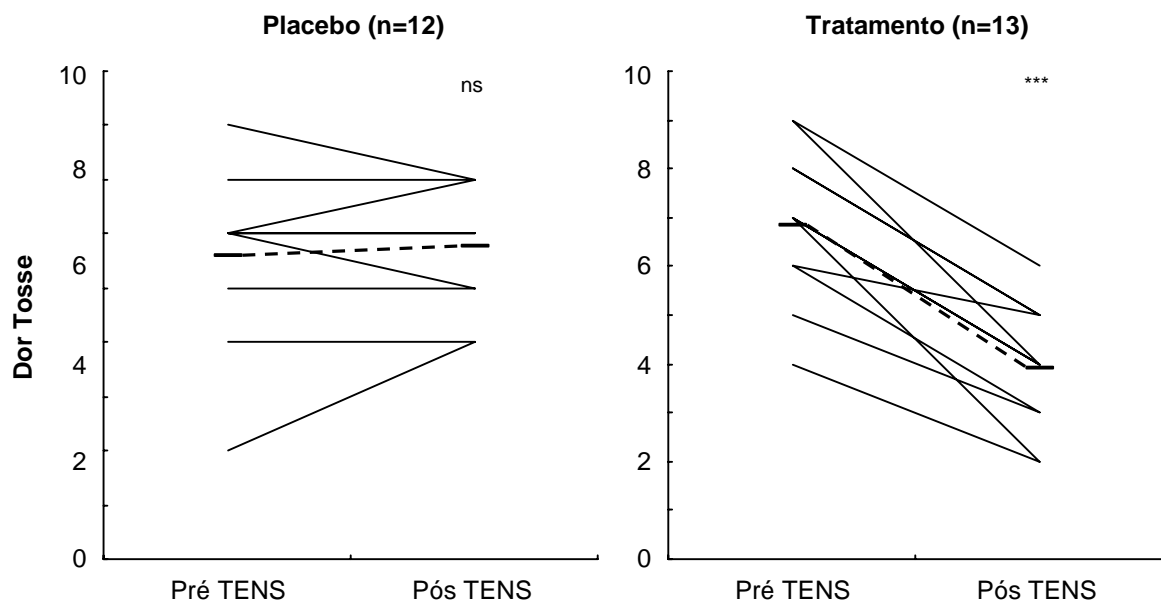 Placebo (n=12)
Tratamento (n=13)
Dor Tosse
10
8
6
4
2
0
ns
Pré TENS
Pós TENS
10
8
6
4
2
0
***
Pré TENS
Pós TENS